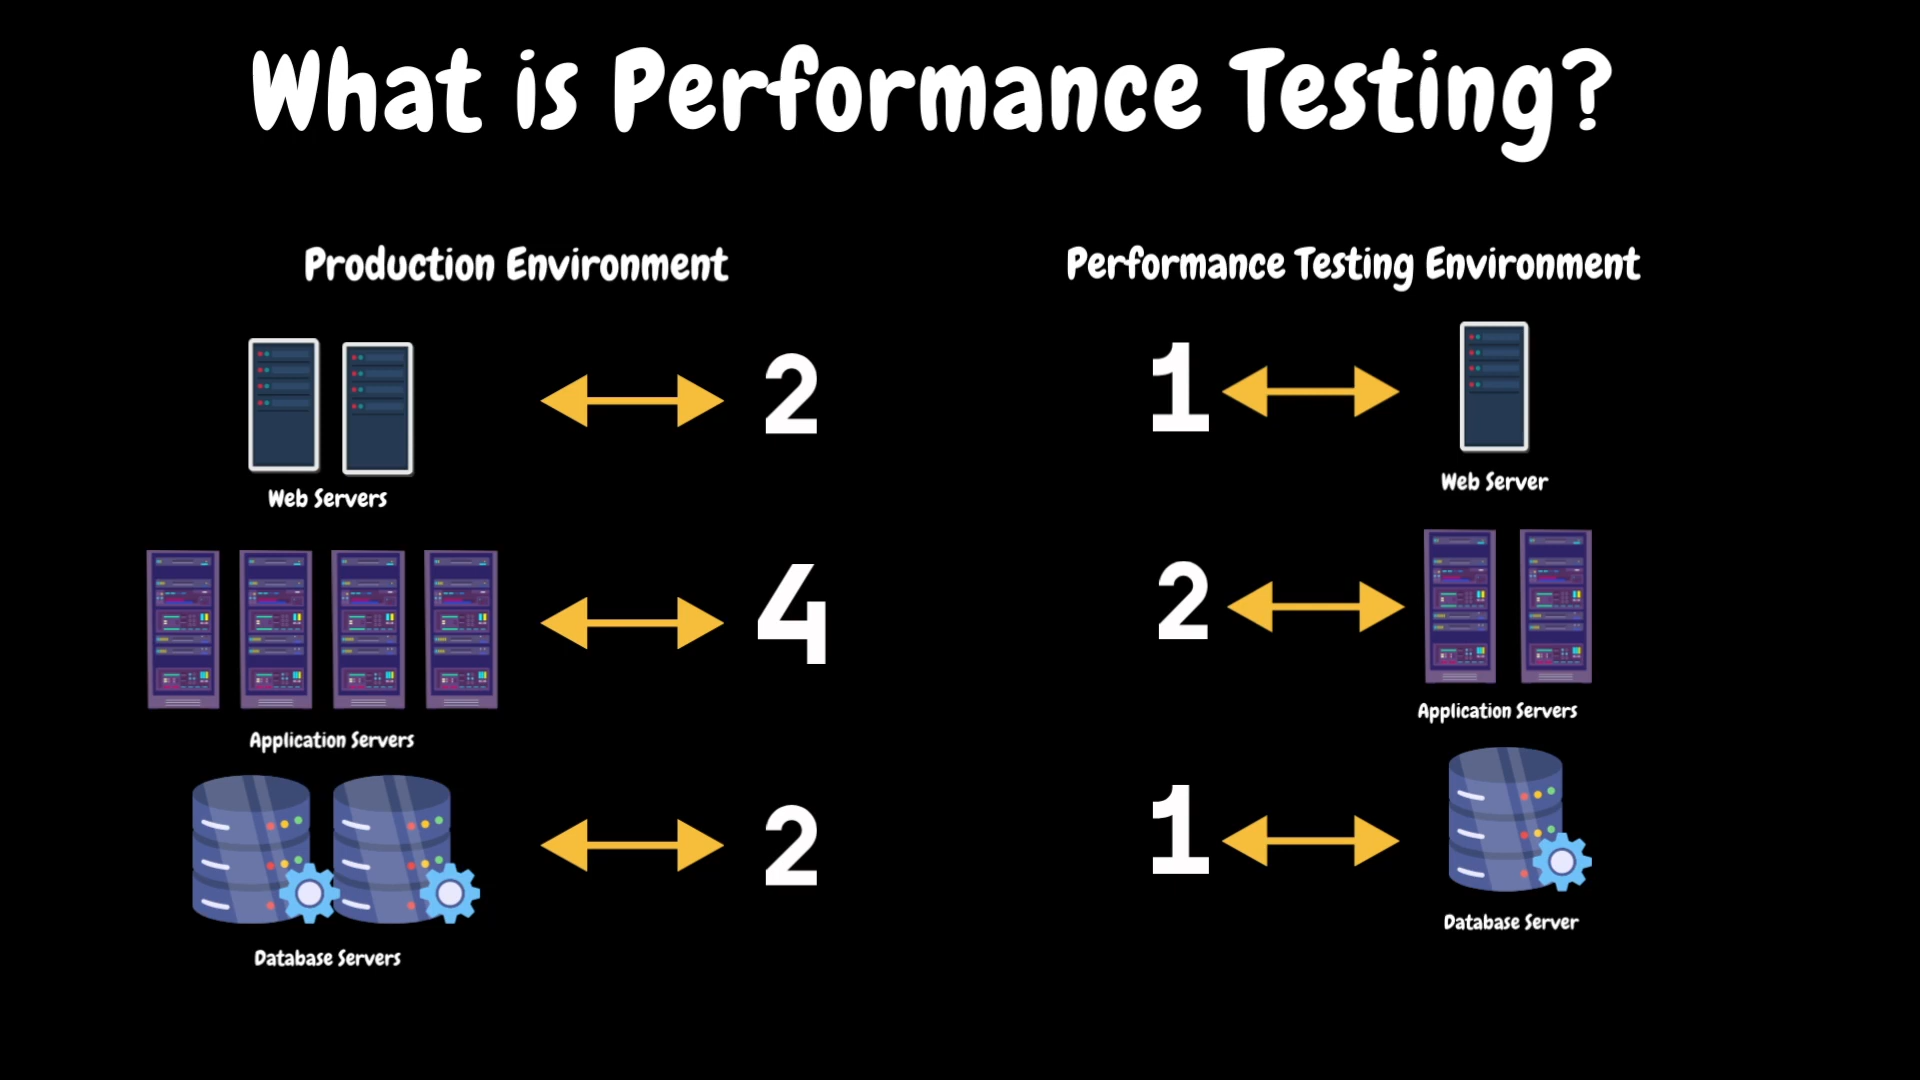 What is Performance Testing?
Production Environment
2
Web Servers
4
Application Servers
2
Database Servers
Performance Testing Environment
1
Web Server
2
Application Servers
1
Database Server